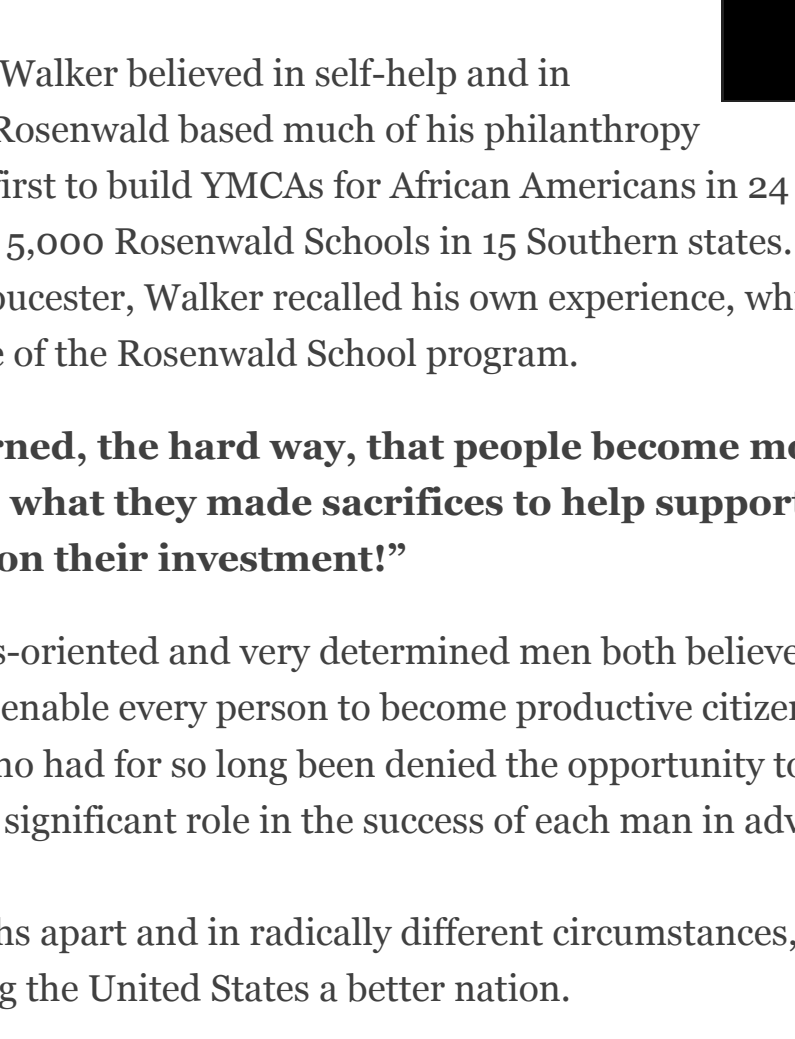 Walker believed in self-help and in
Rosenwald based much of his philanthropy
first to build YMCAs for African Americans in 24
5,000 Rosenwald Schools in 15 Southern states.
oucester, Walker recalled his own experience, wh
e of the Rosenwald School program.
rned, the hard way, that people become m
what they made sacrifices to help support
on their investment!”
s-oriented and very determined men both believe
enable every person to become productive citizen
ho had for so long been denied the opportunity to
significant role in the success of each man in adv
hs apart and in radically different circumstances,
g the United States a better nation.